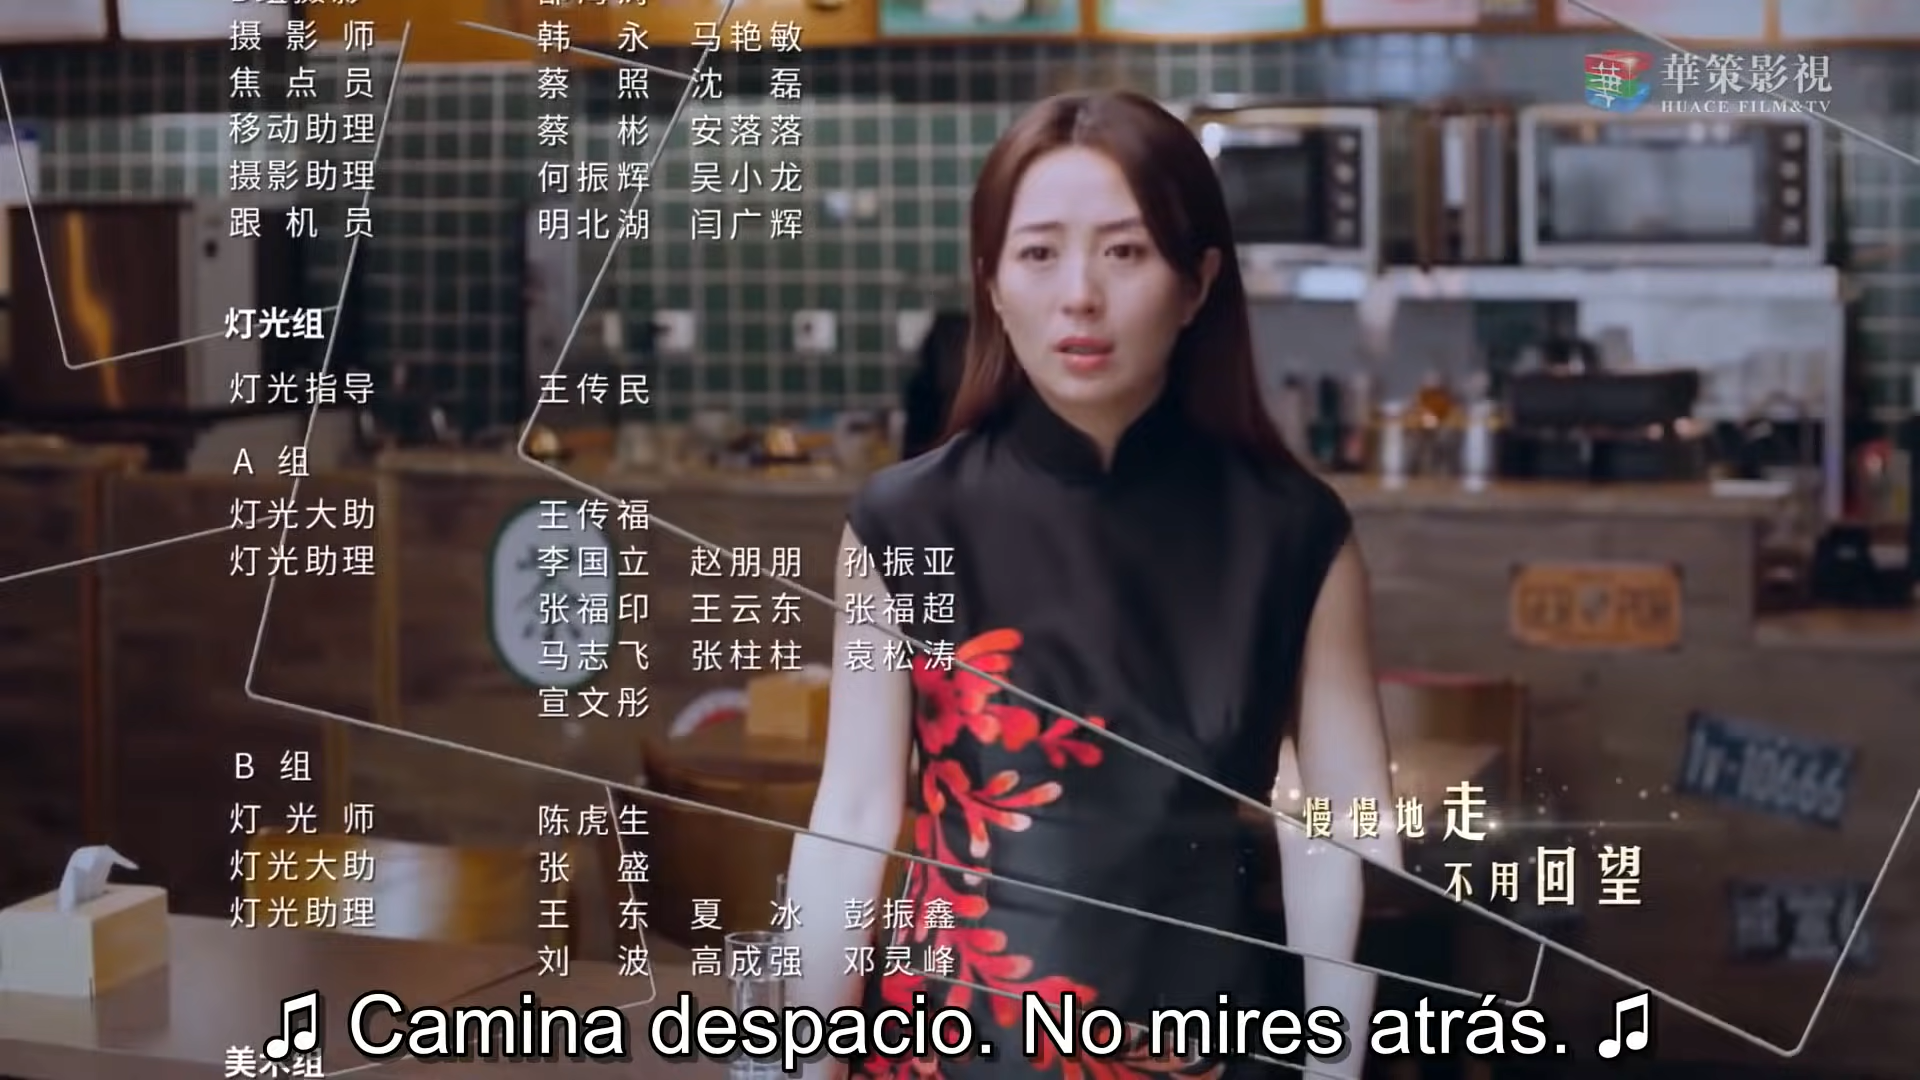 摄影师 韩永 马艳敏
焦点员 蔡照 沈磊
移动助理 蔡彬 安落落
摄影助理 何振辉 吴小龙
跟机员 明北湖 闫广辉
華策影視
HUACE FILM&TV
灯光组
灯光指导 王传民
A 组
灯光大助 王传福
灯光助理 李国立 赵朋朋 孙振亚
张福印 王云东 张福超
马志飞 张柱柱 袁松涛
宣文彤
B 组
灯光师 陈虎生
灯光大助 张盛
灯光助理 王东 夏冰 彭振鑫
刘波 高成强 邓灵峰
慢慢地走
不用回望
美术组
♫ Camina despacio. No mires atrás. ♫